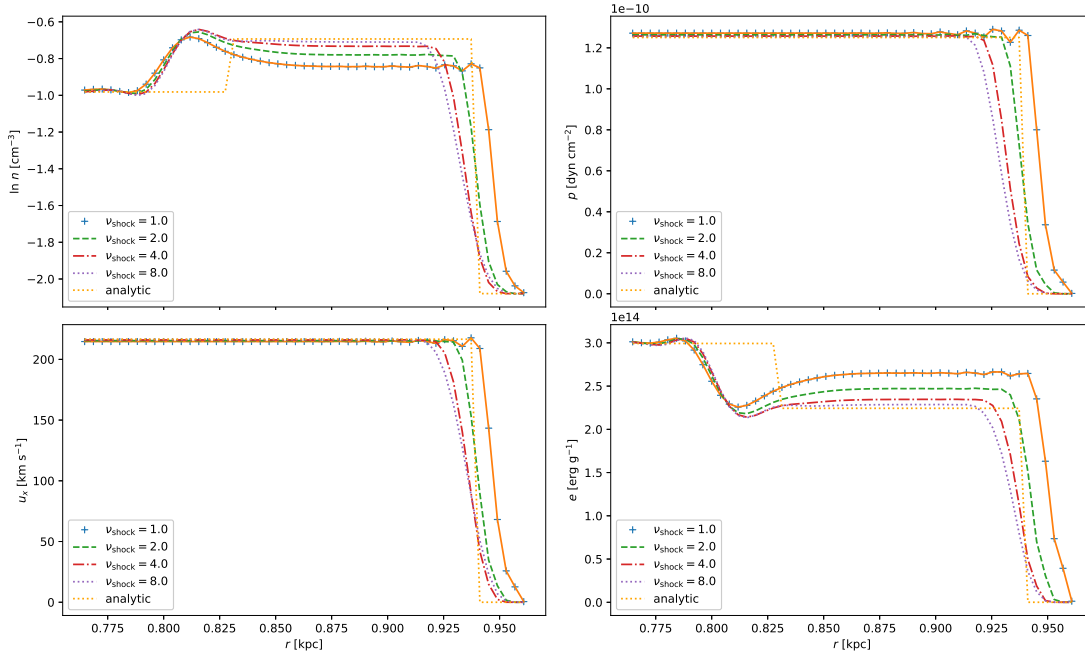 −0.6
−0.8
−1.0
−1.2
−1.4
−1.6
−1.8
−2.0
ln n [cm⁻³]
ν_shock = 1.0
ν_shock = 2.0
ν_shock = 4.0
ν_shock = 8.0
analytic
1e−10
1.2
1.0
0.8
0.6
0.4
0.2
0.0
p [dyn cm⁻²]
ν_shock = 1.0
ν_shock = 2.0
ν_shock = 4.0
ν_shock = 8.0
analytic
200
150
100
50
0
u_x [km s⁻¹]
ν_shock = 1.0
ν_shock = 2.0
ν_shock = 4.0
ν_shock = 8.0
analytic
0.775 0.800 0.825 0.850 0.875 0.900 0.925 0.950
r [kpc]
1e14
3.0
2.5
2.0
1.5
1.0
0.5
0.0
e [erg g⁻¹]
ν_shock = 1.0
ν_shock = 2.0
ν_shock = 4.0
ν_shock = 8.0
analytic
0.775 0.800 0.825 0.850 0.875 0.900 0.925 0.950
r [kpc]